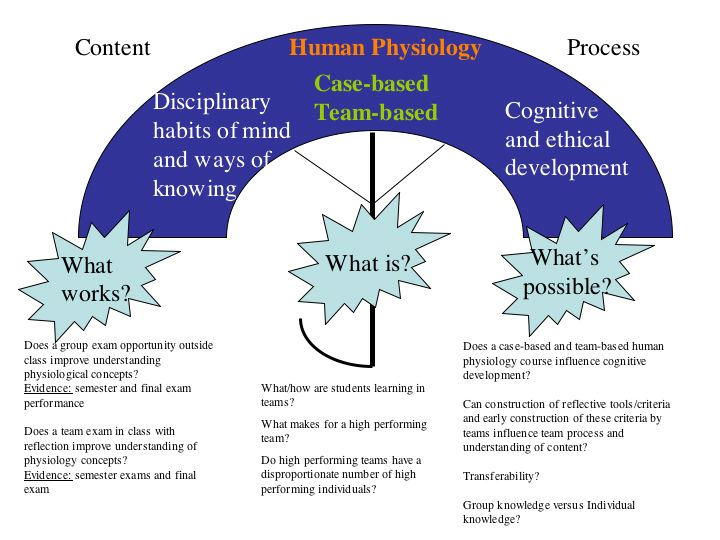 Content
Human Physiology
Process
Case-based
Team-based
Disciplinary
habits of mind
and ways of
knowing
Cognitive
and ethical
development
What
works?
What is?
What's
possible?
Does a group exam opportunity outside
class improve understanding
physiological concepts?
Evidence: semester and final exam
performance
Does a team exam in class with
reflection improve understanding of
physiology concepts?
Evidence: semester exams and final
exam
What/how are students learning in
teams?
What makes for a high performing
team?
Do high performing teams have a
disproportionate number of high
performing individuals?
Does a case-based and team-based human
physiology course influence cognitive
development?
Can construction of reflective tools/criteria
and early construction of these criteria by
teams influence team process and
understanding of content?
Transferability?
Group knowledge versus Individual
knowledge?